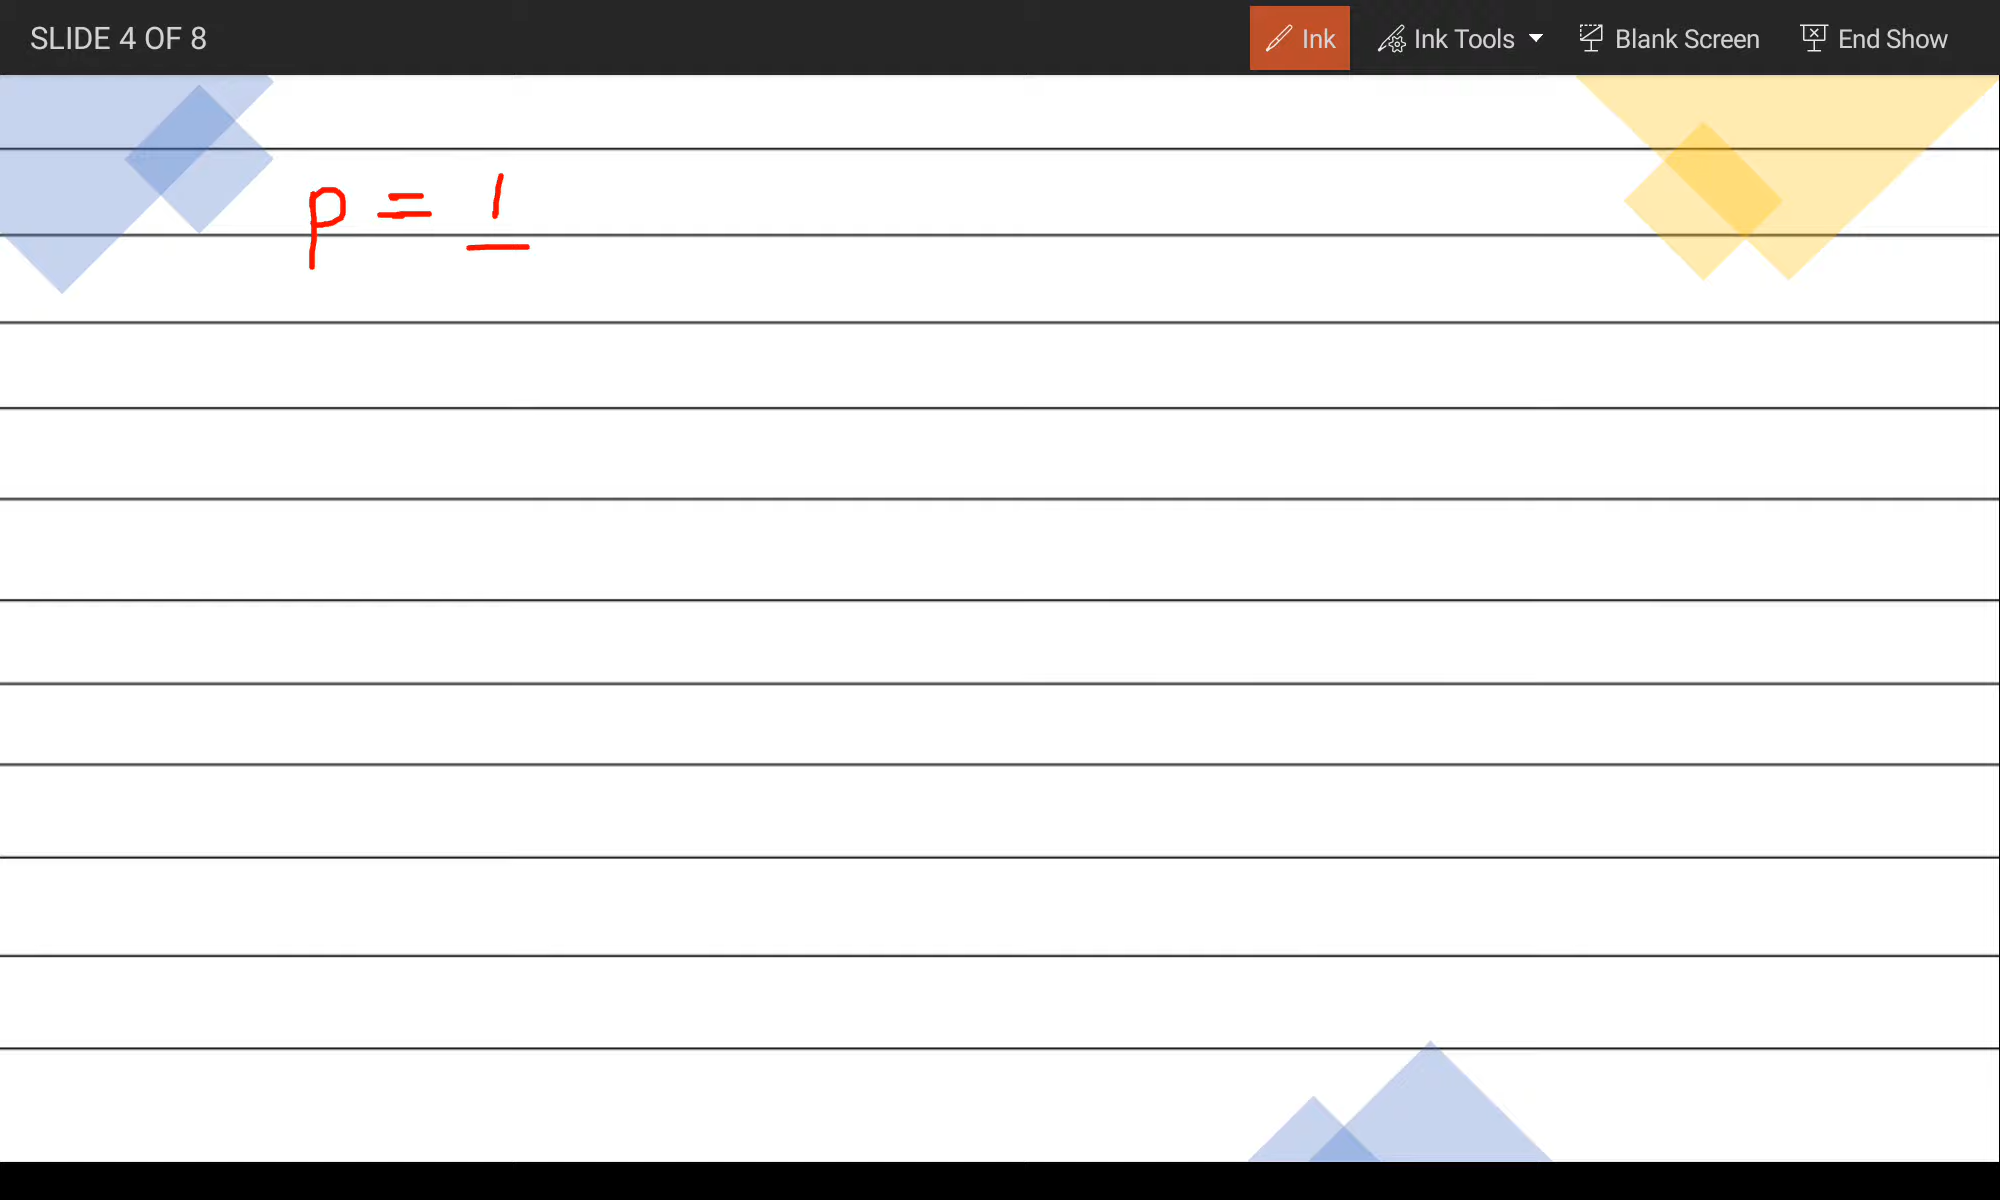 SLIDE 4 OF 8
Ink
Ink Tools
Blank Screen
End Show
p = 1